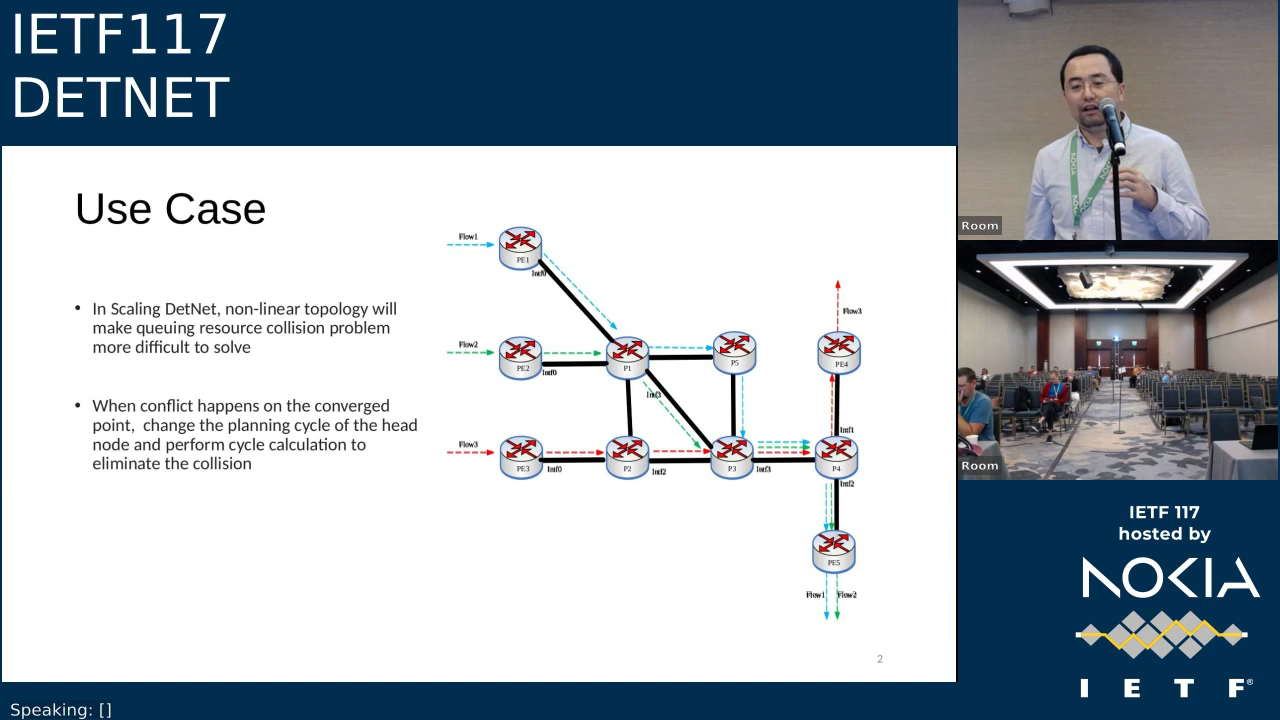 IETF117
DETNET
Use Case
• In Scaling DetNet, non-linear topology will
make queuing resource collision problem
more difficult to solve
• When conflict happens on the converged
point,  change the planning cycle of the head
node and perform cycle calculation to
eliminate the collision
Flow1
PE1
Intf0
Flow3
Flow2
PE2
Intf0
P1
P5
PE4
Intf3
Intf1
Flow3
PE3
Intf0
P2
Intf2
P3
Intf3
P4
Intf2
PE5
Flow1
Flow2
2
Room
NOKIA
NOKIA
Room
IETF 117
hosted by
NOKIA
I E T F®
Speaking: []